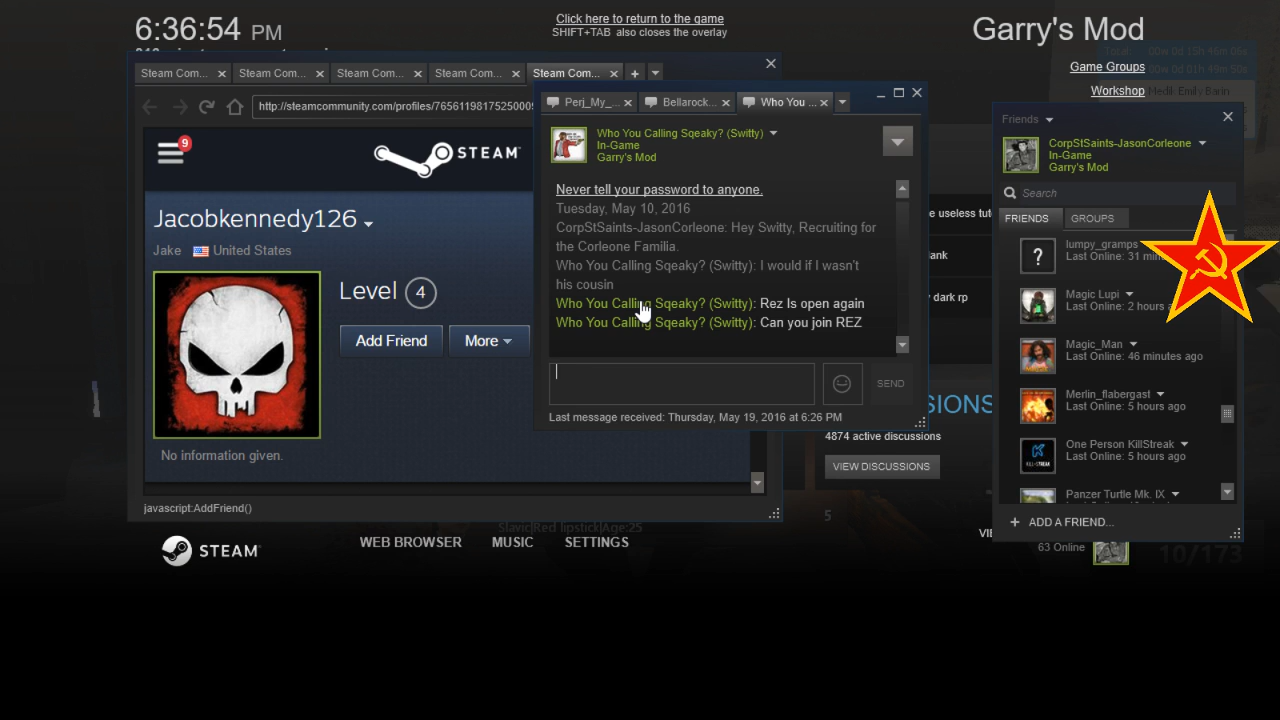 6:36:54 PM
Click here to return to the game
SHIFT+TAB also closes the overlay
Garry's Mod
Game Groups
Workshop
Steam Com...
Steam Com...
Steam Com...
Steam Com...
Steam Com...
http://steamcommunity.com/profiles/765611981752500
9
STEAM
Jacobkennedy126
Jake United States
Level 4
Add Friend
More
No information given.
javascript:AddFriend()
Perj_My_...
Bellarock...
Who You ...
Who You Calling Sqeaky? (Switty)
In-Game
Garry's Mod
Never tell your password to anyone.
Tuesday, May 10, 2016
CorpStSaints-JasonCorleone: Hey Switty, Recruiting for
the Corleone Familia.
Who You Calling Sqeaky? (Switty): I would if I wasn't
his cousin
Who You Calling Sqeaky? (Switty): Rez Is open again
Who You Calling Sqeaky? (Switty): Can you join REZ
SEND
Last message received: Thursday, May 19, 2016 at 6:26 PM
e useless tut
lank
dark rp
SIONS
4874 active discussions
VIEW DISCUSSIONS
5
Friends
CorpStSaints-JasonCorleone
In-Game
Garry's Mod
Search
FRIENDS
GROUPS
lumpy_gramps
Last Online: 31 min
Magic Lupi
Last Online: 2 hours
Magic_Man
Last Online: 46 minutes ago
Merlin_flabergast
Last Online: 5 hours ago
One Person KillStreak
Last Online: 5 hours ago
Panzer Turtle Mk. IX
+ ADD A FRIEND...
Slavic|Red lipstick|Age:25
STEAM
WEB BROWSER
MUSIC
SETTINGS
VIE
63 Online
10/173